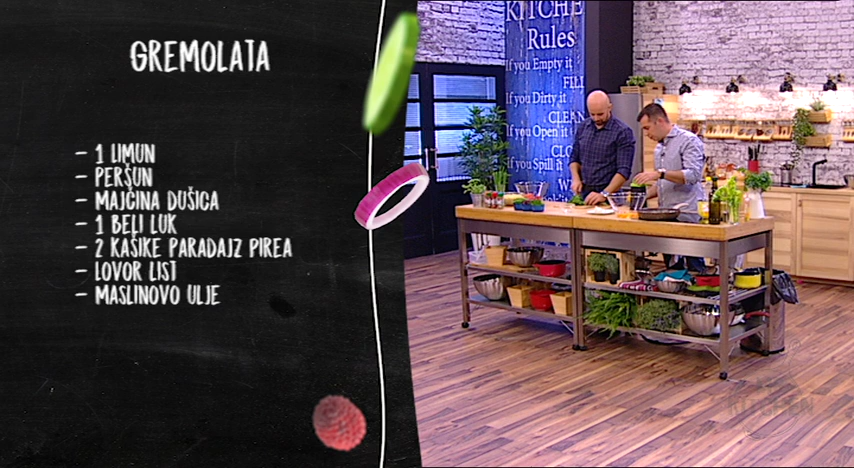 GREMOLATA
- 1 LIMUN
- PERŠUN
- MAJČINA DUŠICA
- 1 BELI LUK
- 2 KAŠIKE PARADAJZ PIREA
- LOVOR LIST
- MASLINOVO ULJE
KITCHEN
Rules
If you Empty it
FILL
If you Dirty it
CLEAN
If you Open it
CLO
If you Spill it
KITCHEN